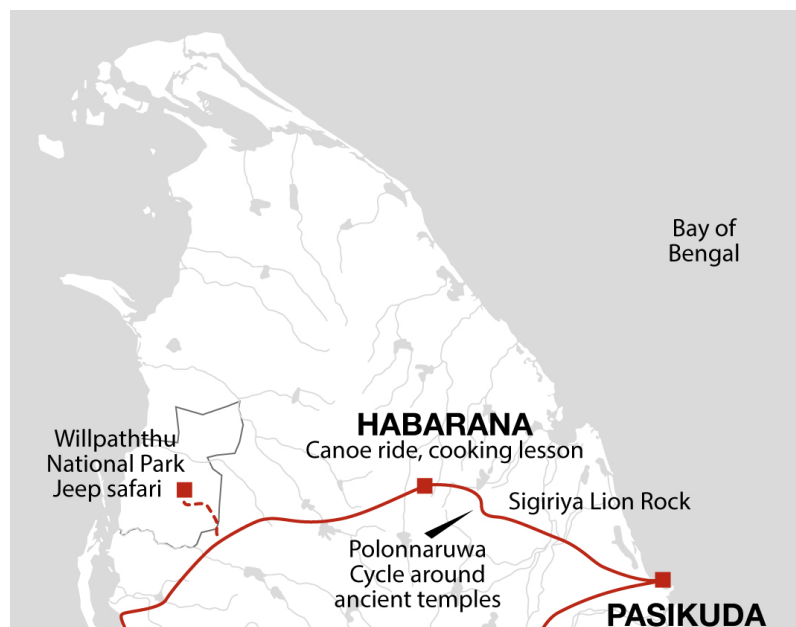 Bay of
Bengal
HABARANA
Canoe ride, cooking lesson
Willpaththu
National Park
Jeep safari
Sigiriya Lion Rock
Polonnaruwa
Cycle around
ancient temples
PASIKUDA